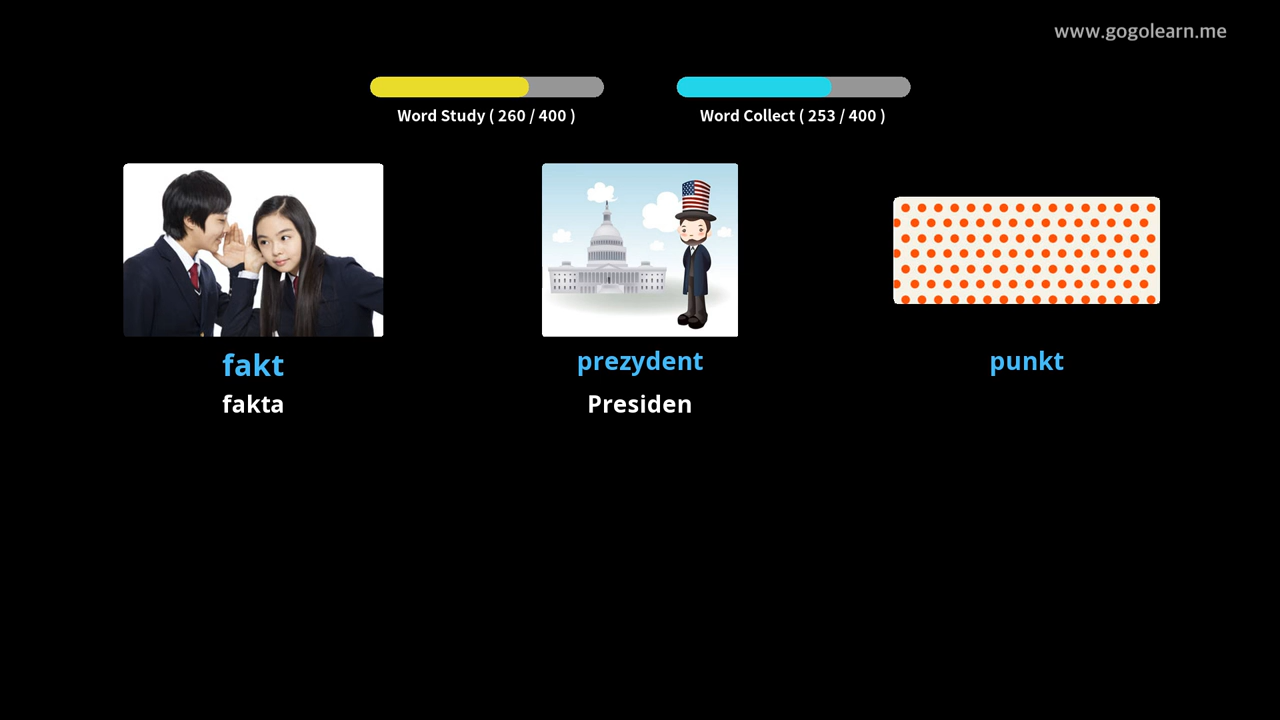 www.gogolearn.me
Word Study ( 260 / 400 )
Word Collect ( 253 / 400 )
fakt
fakta
prezydent
Presiden
punkt